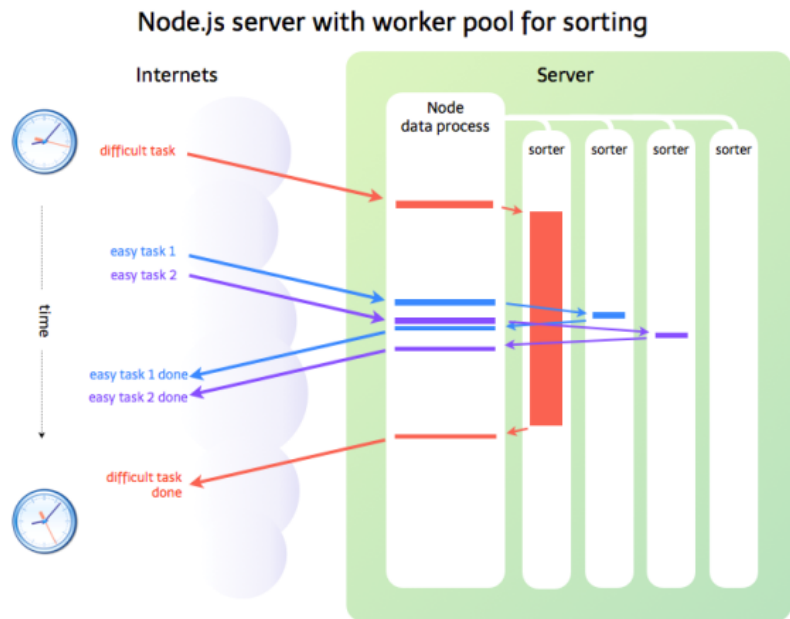 Node.js server with worker pool for sorting
Internets
Server
Node
data process
sorter
sorter
sorter
sorter
difficult task
easy task 1
easy task 2
time
easy task 1 done
easy task 2 done
difficult task
done